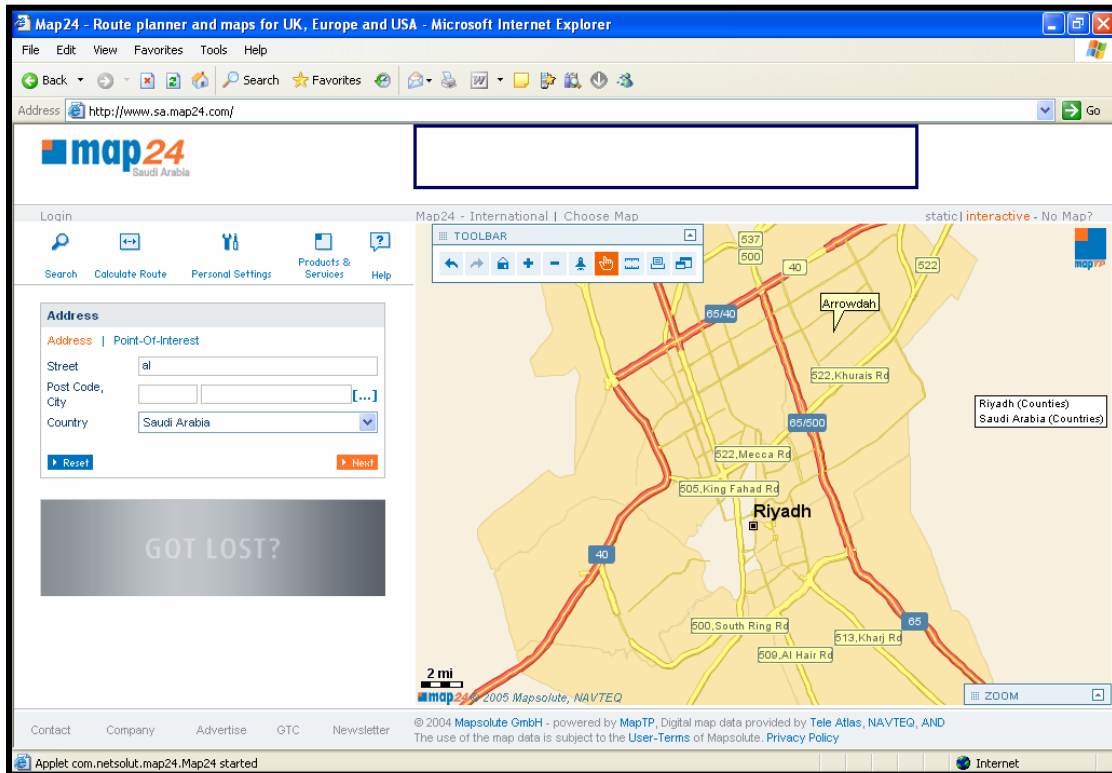 Map24 - Route planner and maps for UK, Europe and USA - Microsoft Internet Explorer
File Edit View Favorites Tools Help
Back Search Favorites
Address http://www.sa.map24.com/ Go
map24
Saudi Arabia
Login
Map24 - International | Choose Map static| interactive - No Map?
Search Calculate Route Personal Settings Products & Services Help
Address
Address | Point-Of-Interest
Street al
Post Code, City [...]
Country Saudi Arabia
Reset Next
GOT LOST?
TOOLBAR
537
500
40
522
mapTP
65/40
Arrowdah
522,Khurais Rd
Riyadh (Counties)
Saudi Arabia (Countries)
65/500
522,Mecca Rd
505,King Fahad Rd
Riyadh
40
500,South Ring Rd
65
513,Kharj Rd
509,Al Hair Rd
2 mi
map24 © 2005 Mapsolute, NAVTEQ
ZOOM
Contact Company Advertise GTC Newsletter
© 2004 Mapsolute GmbH - powered by MapTP, Digital map data provided by Tele Atlas, NAVTEQ, AND
The use of the map data is subject to the User-Terms of Mapsolute. Privacy Policy
Applet com.netsolut.map24.Map24 started Internet